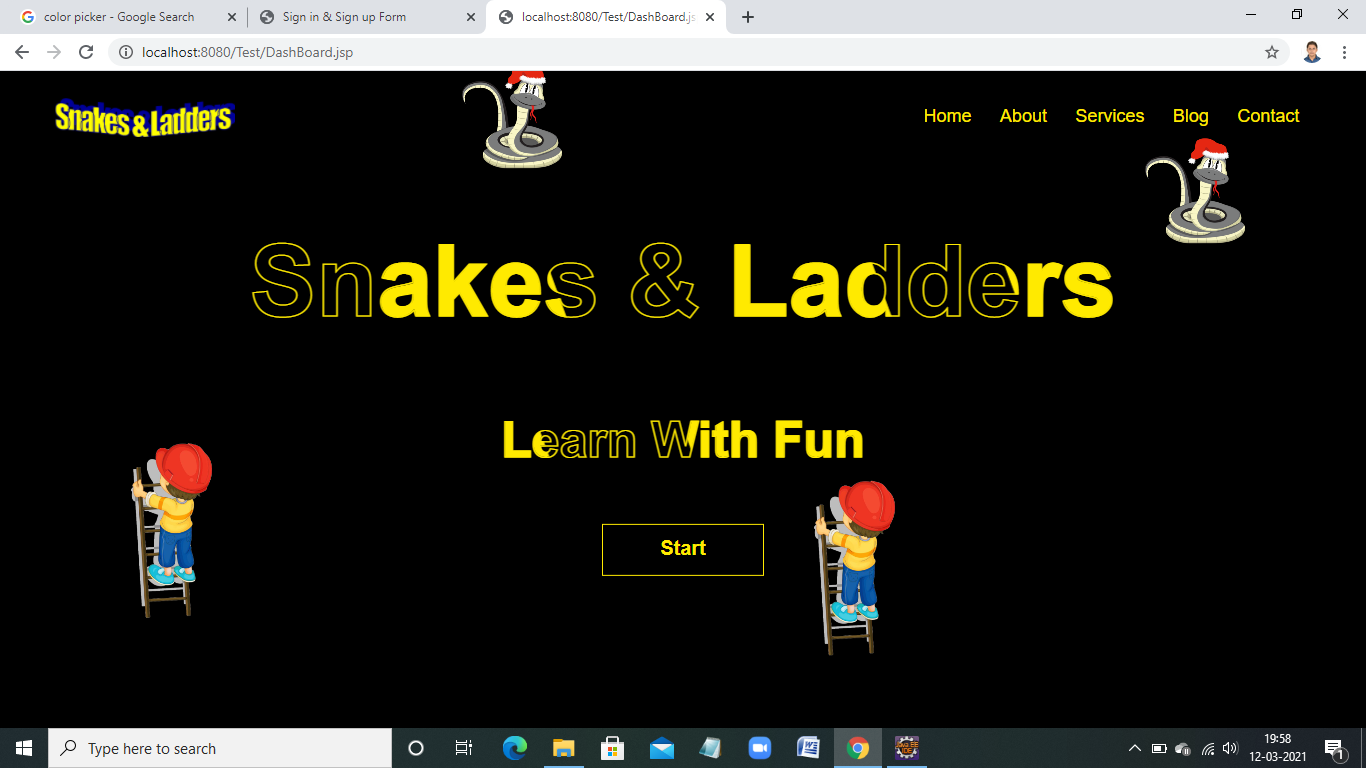 color picker - Google Search
Sign in & Sign up Form
localhost:8080/Test/DashBoard.js
localhost:8080/Test/DashBoard.jsp
Snakes & Ladders
Home About Services Blog Contact
Snakes & Ladders
Learn With Fun
Start
Type here to search
19:58
12-03-2021
1